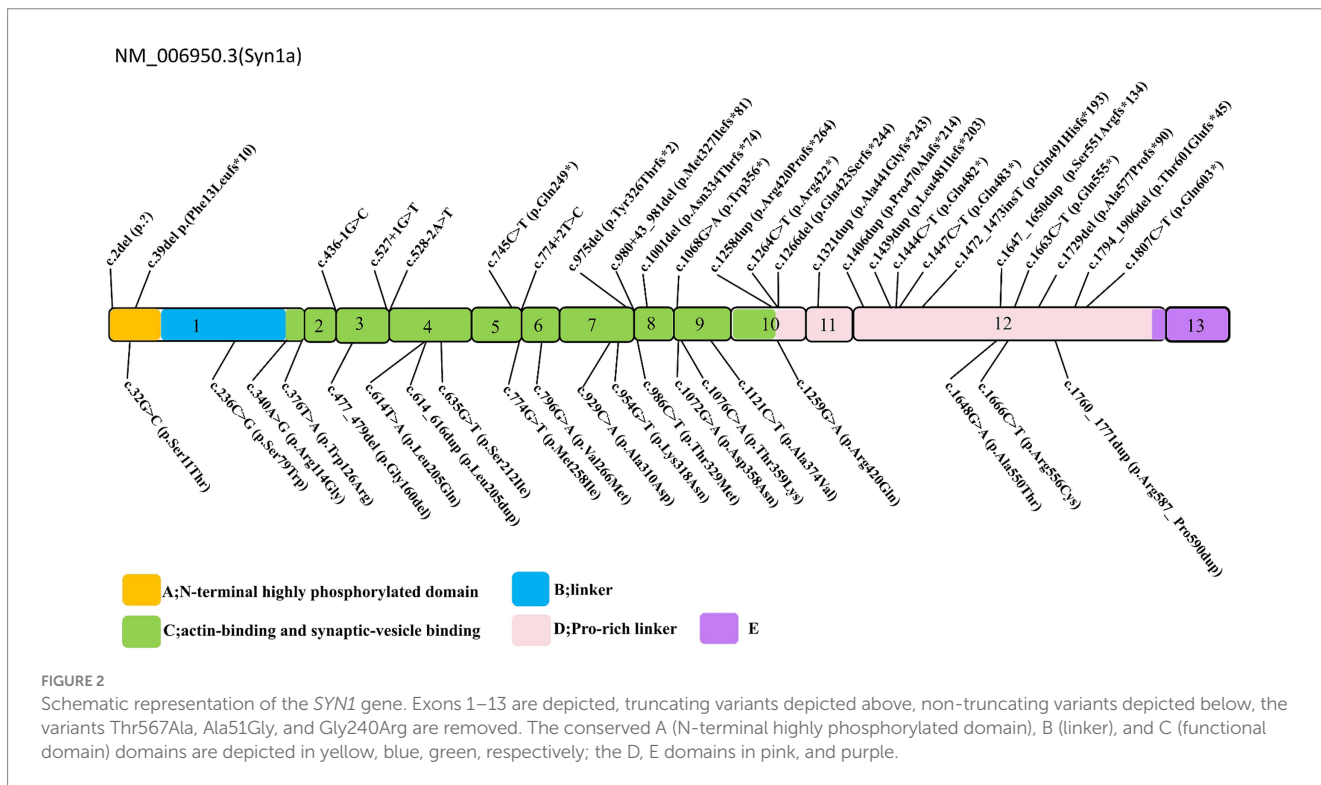 NM_006950.3(Syn1a)
c.2del (p.?)
c.39del p.(Phe13Leufs*10)
c.436-1G>C
c.527+1G>T
c.528-2A>T
c.745C>T (p.Gln249*)
c.774+2T>C
c.975del (p.Tyr326Thrfs*2)
c.980+43_981del (p.Met327Ilefs*81)
c.1001del (p.Asn334Thrfs*74)
c.1068G>A (p.Trp356*)
c.1258dup (p.Arg420Profs*264)
c.1264C>T (p.Arg422*)
c.1266del (p.Gln423Serfs*244)
c.1321dup (p.Ala441Glyfs*243)
c.1406dup (p.Pro470Alafs*214)
c.1439dup (p.Leu481Ilefs*203)
c.1444C>T (p.Gln482*)
c.1447C>T (p.Gln483*)
c.1472_1473insT (p.Gln491Hisfs*193)
c.1647_1650dup (p.Ser551Argfs*134)
c.1663C>T (p.Gln555*)
c.1729del (p.Ala577Profs*90)
c.1794_1906del (p.Thr601Glufs*45)
c.1807C>T (p.Gln603*)
1 2 3 4 5 6 7 8 9 10 11 12 13
c.32G>C (p.Ser11Thr)
c.236C>G (p.Ser79Trp)
c.340A>G (p.Arg114Gly)
c.376T>A (p.Trp126Arg)
c.477_479del (p.Gly160del)
c.614T>A (p.Leu205Gln)
c.614_616dup (p.Leu205dup)
c.635G>T (p.Ser212Ile)
c.774G>T (p.Met258Ile)
c.796G>A (p.Val266Met)
c.929C>A (p.Ala310Asp)
c.954G>T (p.Lys318Asn)
c.986C>T (p.Thr329Met)
c.1072G>A (p.Asp358Asn)
c.1076C>A (p.Thr359Lys)
c.1121C>T (p.Ala374Val)
c.1259G>A (p.Arg420Gln)
c.1648G>A (p.Ala550Thr)
c.1666C>T (p.Arg556Cys)
c.1760_1771dup (p.Arg587_Pro590dup)
A;N-terminal highly phosphorylated domain
B;linker
C;actin-binding and synaptic-vesicle binding
D;Pro-rich linker
E
FIGURE 2
Schematic representation of the SYN1 gene. Exons 1–13 are depicted, truncating variants depicted above, non-truncating variants depicted below, the
variants Thr567Ala, Ala51Gly, and Gly240Arg are removed. The conserved A (N-terminal highly phosphorylated domain), B (linker), and C (functional
domain) domains are depicted in yellow, blue, green, respectively; the D, E domains in pink, and purple.